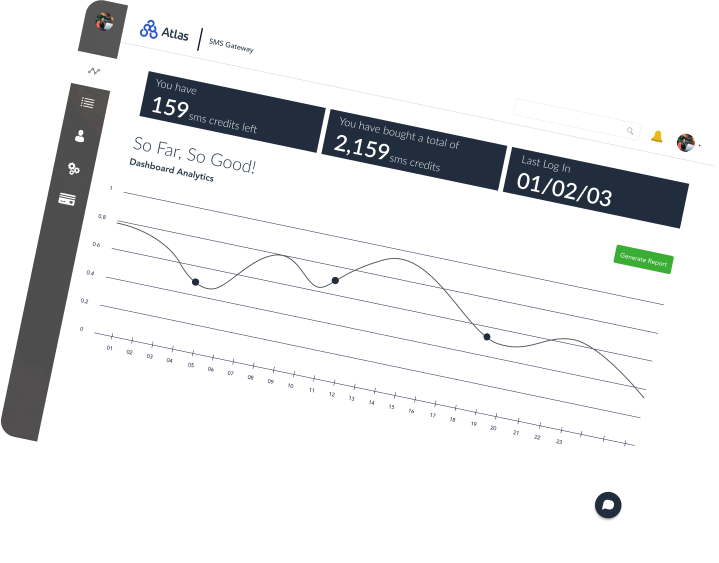 Atlas
SMS Gateway
You have
159 sms credits left
You have bought a total of
2,159 sms credits
Last Log In
01/02/03
So Far, So Good!
Dashboard Analytics
Generate Report
1
0.8
0.6
0.4
0.2
0
01 02 03 04 05 06 07 08 09 10 11 12 13 14 15 16 17 18 19 20 21 22 23